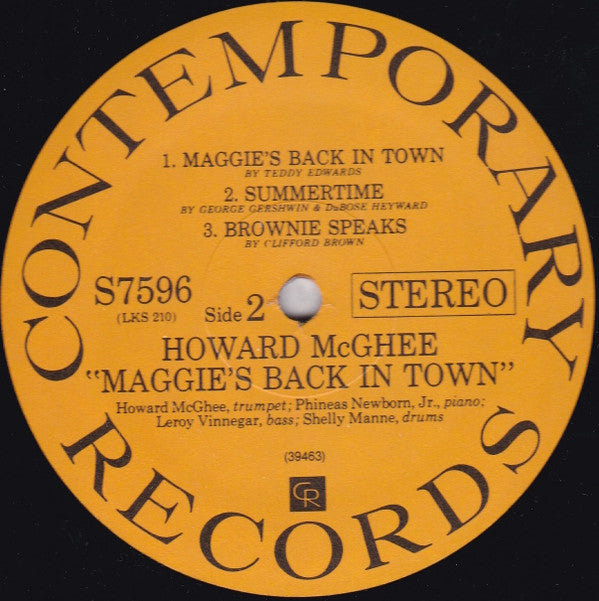 CONTEMPORARY
1. MAGGIE'S BACK IN TOWN
BY TEDDY EDWARDS
2. SUMMERTIME
BY GEORGE GERSHWIN & DuBOSE HEYWARD
3. BROWNIE SPEAKS
BY CLIFFORD BROWN
S7596
(LKS 210)
Side 2
STEREO
HOWARD McGHEE
"MAGGIE'S BACK IN TOWN"
Howard McGhee, trumpet; Phineas Newborn, Jr., piano;
Leroy Vinnegar, bass; Shelly Manne, drums
(39463)
CR
RECORDS